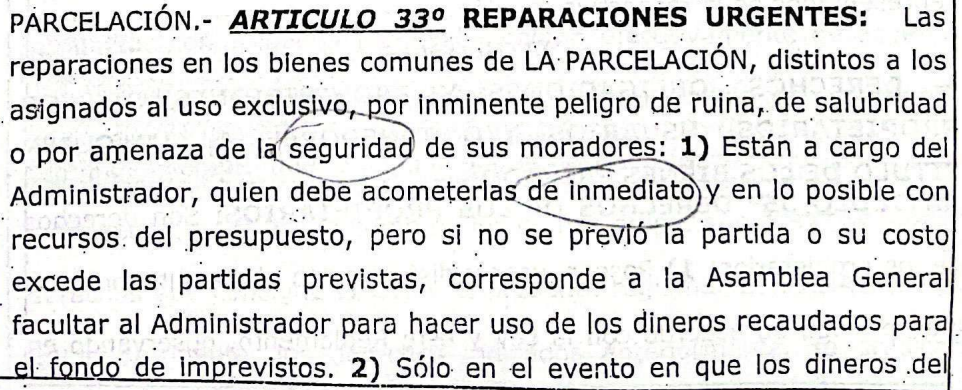 PARCELACIÓN.- ARTICULO 33º REPARACIONES URGENTES: Las
reparaciones en los bienes comunes de LA PARCELACIÓN, distintos a los
asignados al uso exclusivo, por inminente peligro de ruina, de salubridad
o por amenaza de la seguridad de sus moradores: 1) Están a cargo del
Administrador, quien debe acometerlas de inmediato y en lo posible con
recursos del presupuesto, pero si no se previó la partida o su costo
excede las partidas previstas, corresponde a la Asamblea General
facultar al Administrador para hacer uso de los dineros recaudados para
el fondo de imprevistos. 2) Sólo en el evento en que los dineros del